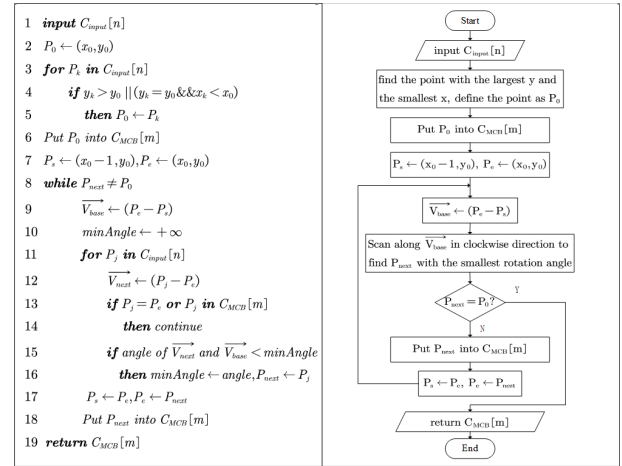 1 input C_input[n]
2 P_0 ← (x_0, y_0)
3 for P_k in C_input[n]
4 if y_k > y_0 || (y_k = y_0 && x_k < x_0)
5 then P_0 ← P_k
6 Put P_0 into C_MCB[m]
7 P_s ← (x_0 − 1, y_0), P_e ← (x_0, y_0)
8 while P_next ≠ P_0
9 V_base ← (P_e − P_s)
10 minAngle ← +∞
11 for P_j in C_input[n]
12 V_next ← (P_j − P_e)
13 if P_j = P_e or P_j in C_MCB[m]
14 then continue
15 if angle of V_next and V_base < minAngle
16 then minAngle ← angle, P_next ← P_j
17 P_s ← P_e, P_e ← P_next
18 Put P_next into C_MCB[m]
19 return C_MCB[m]
Start
input C_input[n]
find the point with the largest y and
the smallest x, define the point as P_0
Put P_0 into C_MCB[m]
P_s ← (x_0−1, y_0), P_e ← (x_0, y_0)
V_base ← (P_e − P_s)
Scan along V_base in clockwise direction to
find P_next with the smallest rotation angle
P_next = P_0?
Y
N
Put P_next into C_MCB[m]
P_s ← P_e, P_e ← P_next
return C_MCB[m]
End